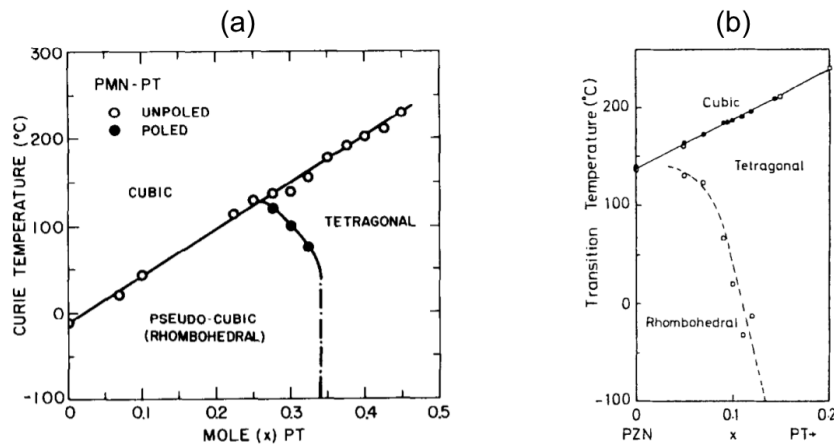 (a)
300
200
100
0
-100
CURIE TEMPERATURE (°C)
PMN-PT
UNPOLED
POLED
CUBIC
TETRAGONAL
PSEUDO-CUBIC
(RHOMBOHEDRAL)
0
0.1
0.2
0.3
0.4
0.5
MOLE (x) PT
(b)
200
100
0
-100
Transition Temperature (°C)
Cubic
Tetragonal
Rhombohedral
0
0.1
0.2
PZN
x
PT→